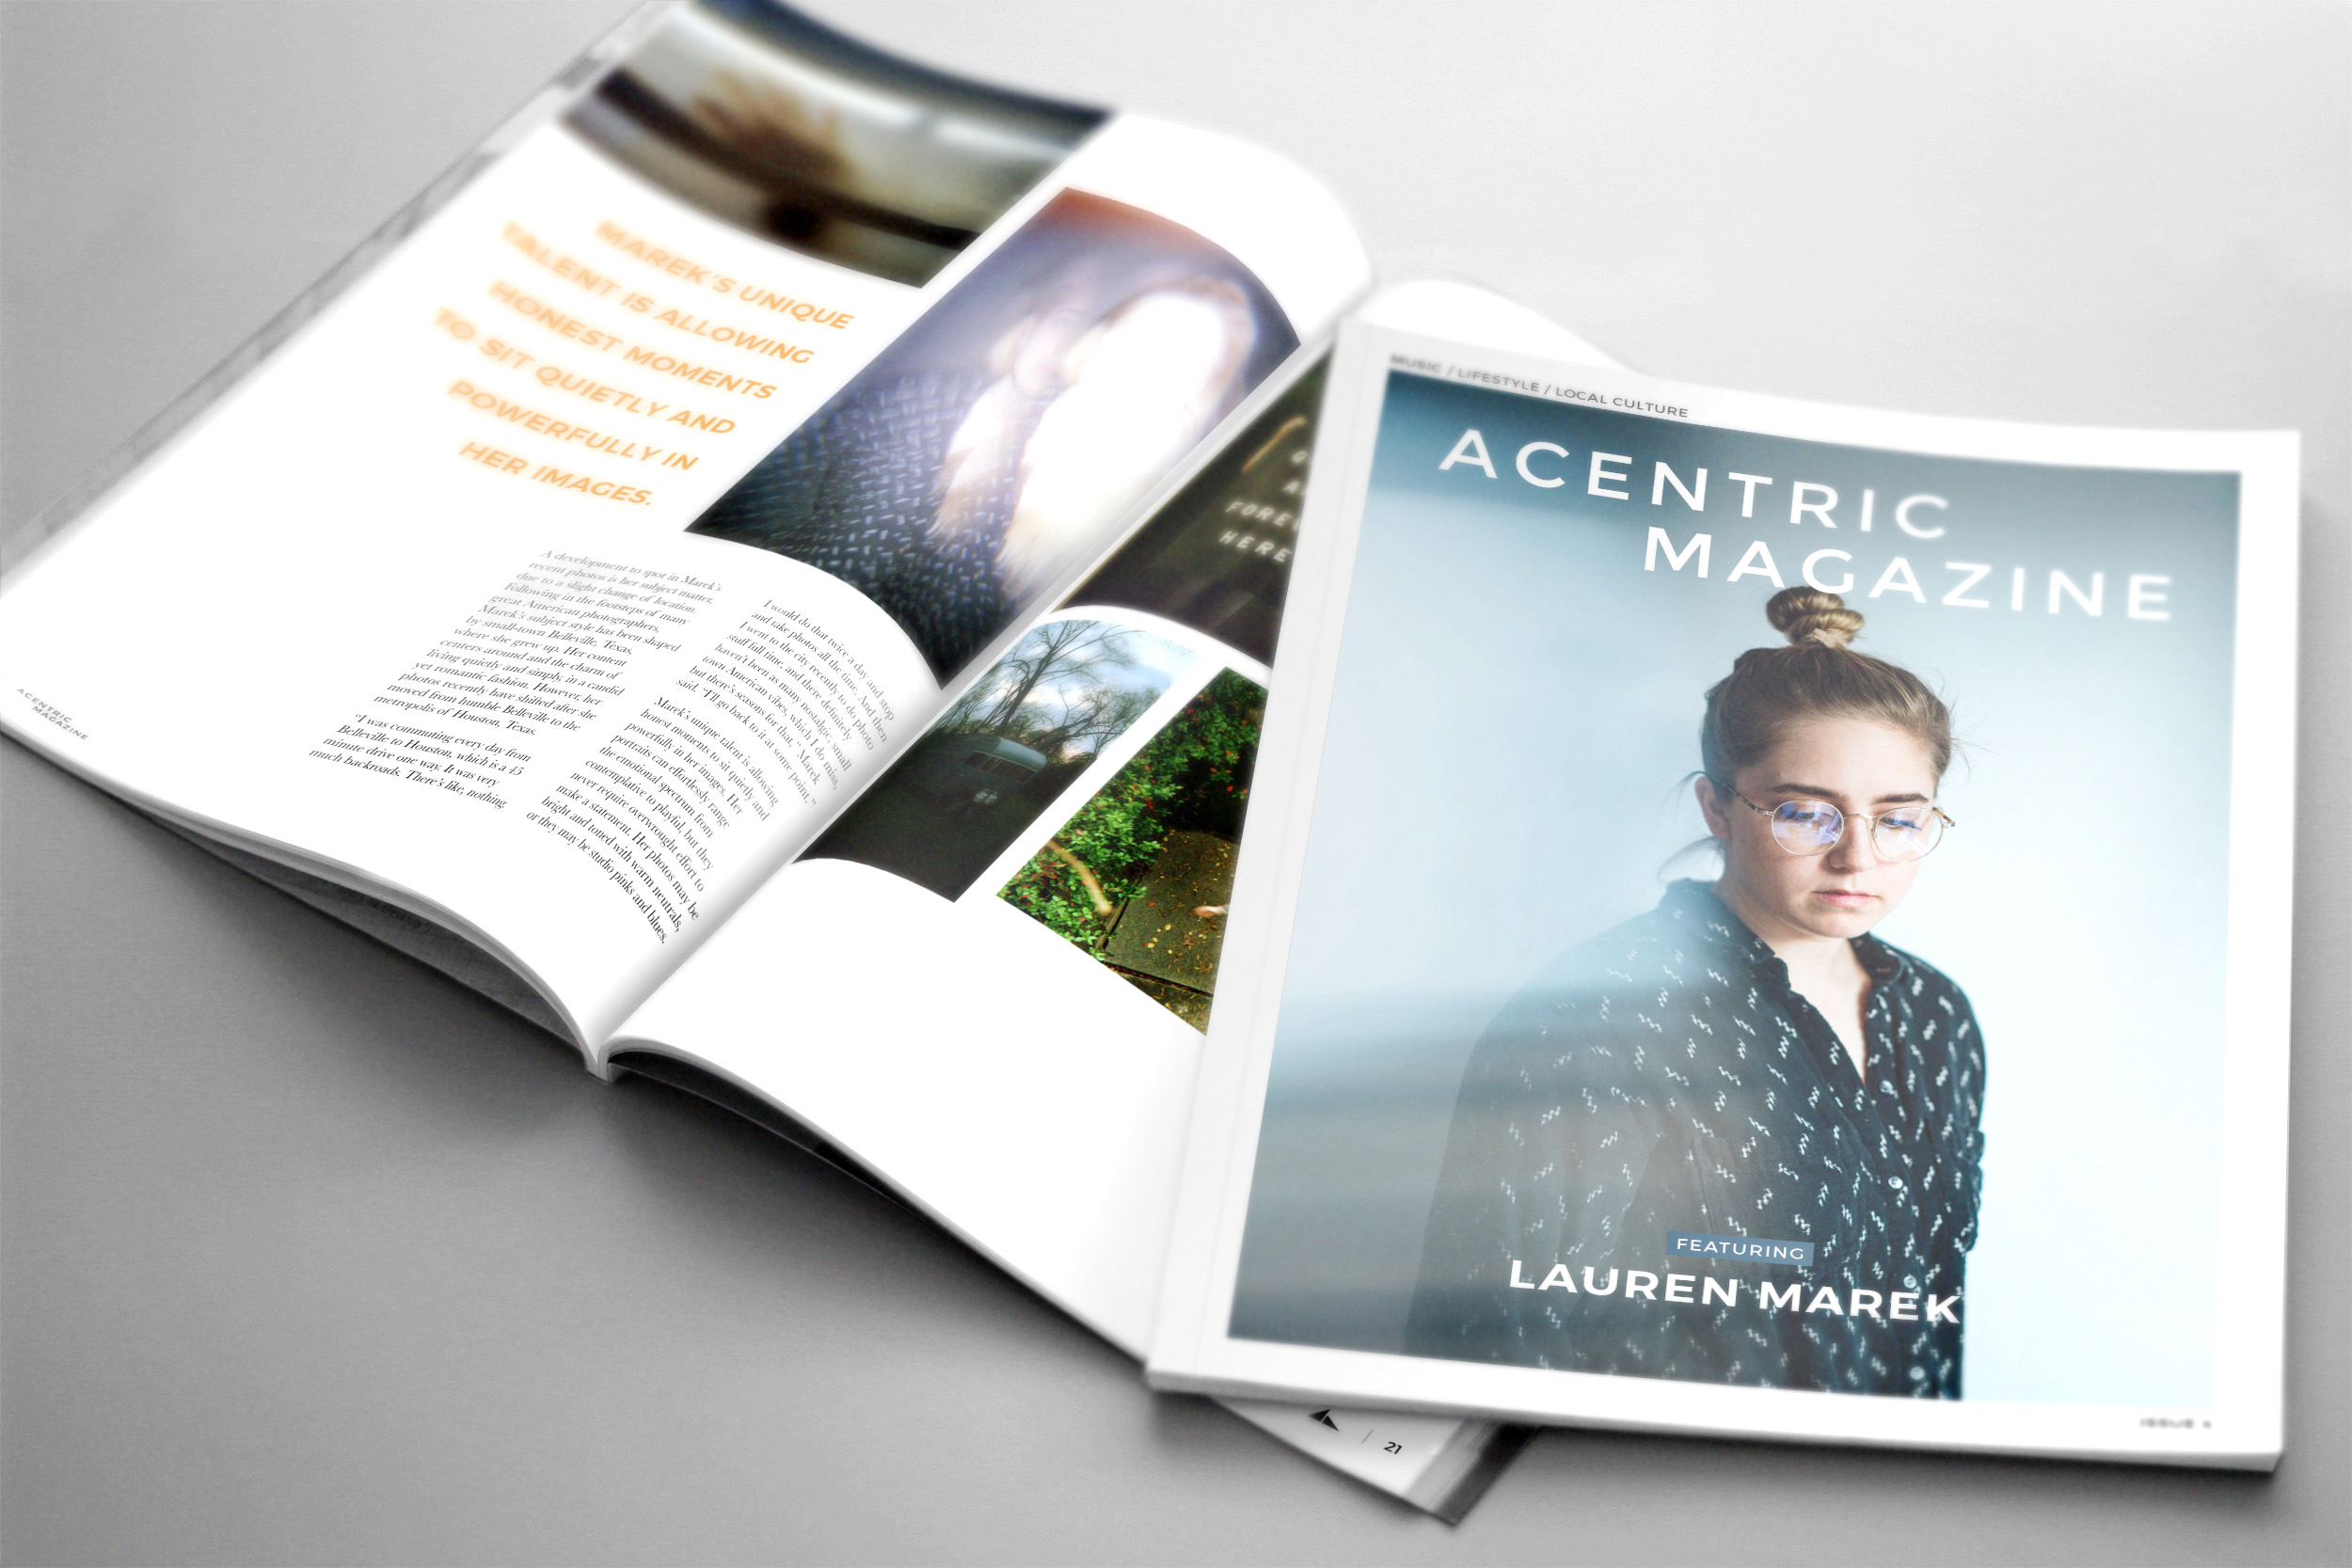 MAREK'S UNIQUE
TALENT IS ALLOWING
HONEST MOMENTS
TO SIT QUIETLY AND
POWERFULLY IN
HER IMAGES.
A development to spot in Marek's
recent photos is her subject matter,
due to a slight change of location.
Following in the footsteps of many
great American photographers,
Marek's subject style has been shaped
by small-town Belleville, Texas,
where she grew up. Her content
centers around and the charm of
living quietly and simply, in a candid
yet romantic fashion. However, her
photos recently have shifted after she
moved from humble Belleville to the
metropolis of Houston, Texas.
"I was commuting every day from
Belleville to Houston, which is a 45
minute drive one way. It was very
much backroads. There's like, nothing
I would do that twice a day and stop
and take photos all the time. And then
I went to the city recently to do photo
stuff full time, and there definitely
haven't been as many nostalgic, small
town American vibes, which I do miss,
but there's seasons for that," Marek
said. "I'll go back to it at some point."
Marek's unique talent is allowing
honest moments to sit quietly and
powerfully in her images. Her
portraits can effortlessly range
the emotional spectrum from
contemplative to playful, but they
never require overwrought effort to
make a statement. Her photos may be
bright and toned with warm neutrals,
or they may be studio pinks and blues,
ACENTRIC
MAGAZINE
HERE
21
MUSIC / LIFESTYLE / LOCAL CULTURE
ACENTRIC
MAGAZINE
FEATURING
LAUREN MAREK
ISSUE